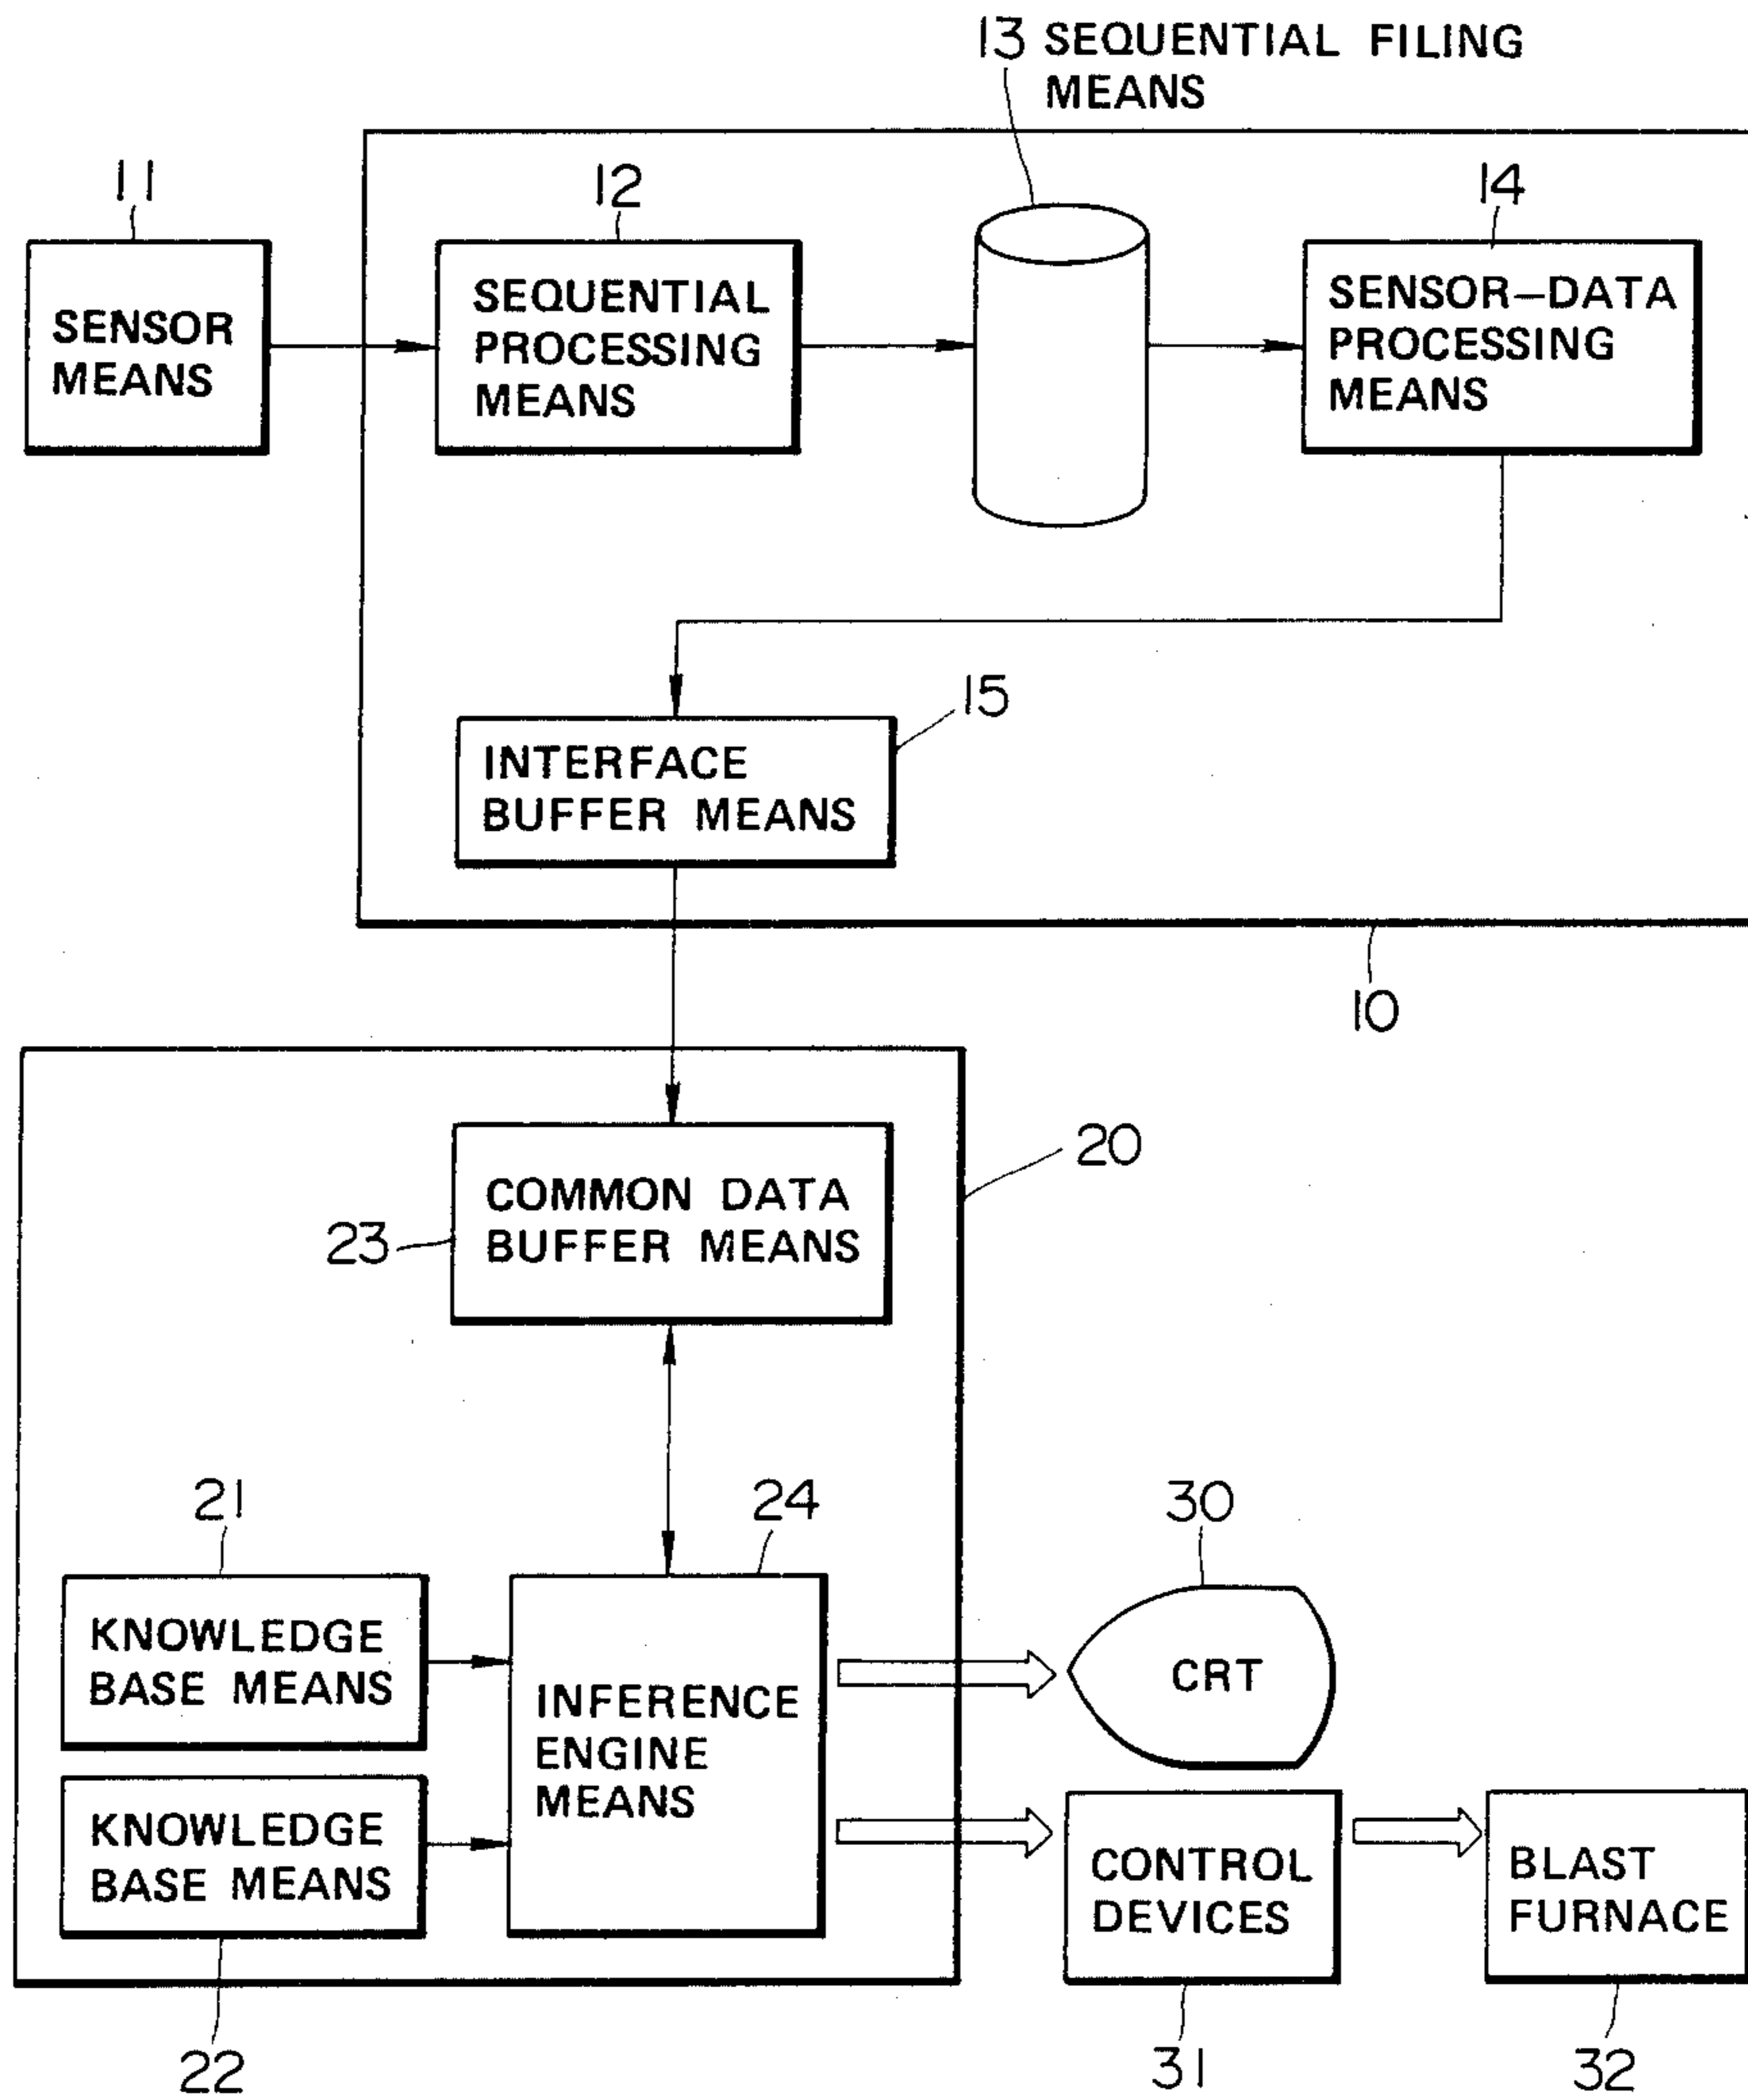 13 SEQUENTIAL FILING
MEANS
11
12
14
SENSOR
MEANS
SEQUENTIAL
PROCESSING
MEANS
SENSOR-DATA
PROCESSING
MEANS
15
INTERFACE
BUFFER MEANS
10
20
COMMON DATA
BUFFER MEANS
23
21
24
30
KNOWLEDGE
BASE MEANS
INFERENCE
ENGINE
MEANS
CRT
KNOWLEDGE
BASE MEANS
CONTROL
DEVICES
BLAST
FURNACE
22
31
32